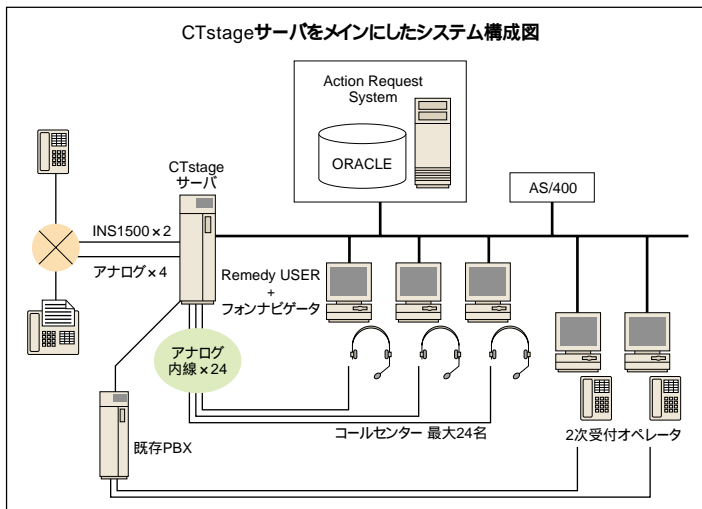 CTstageサーバをメインにしたシステム構成図
Action Request
System
ORACLE
CTstage
サーバ
AS/400
INS1500×2
アナログ×4
Remedy USER
+
フォンナビゲータ
アナログ
内線×24
既存PBX
コールセンター 最大24名
2次受付オペレータ